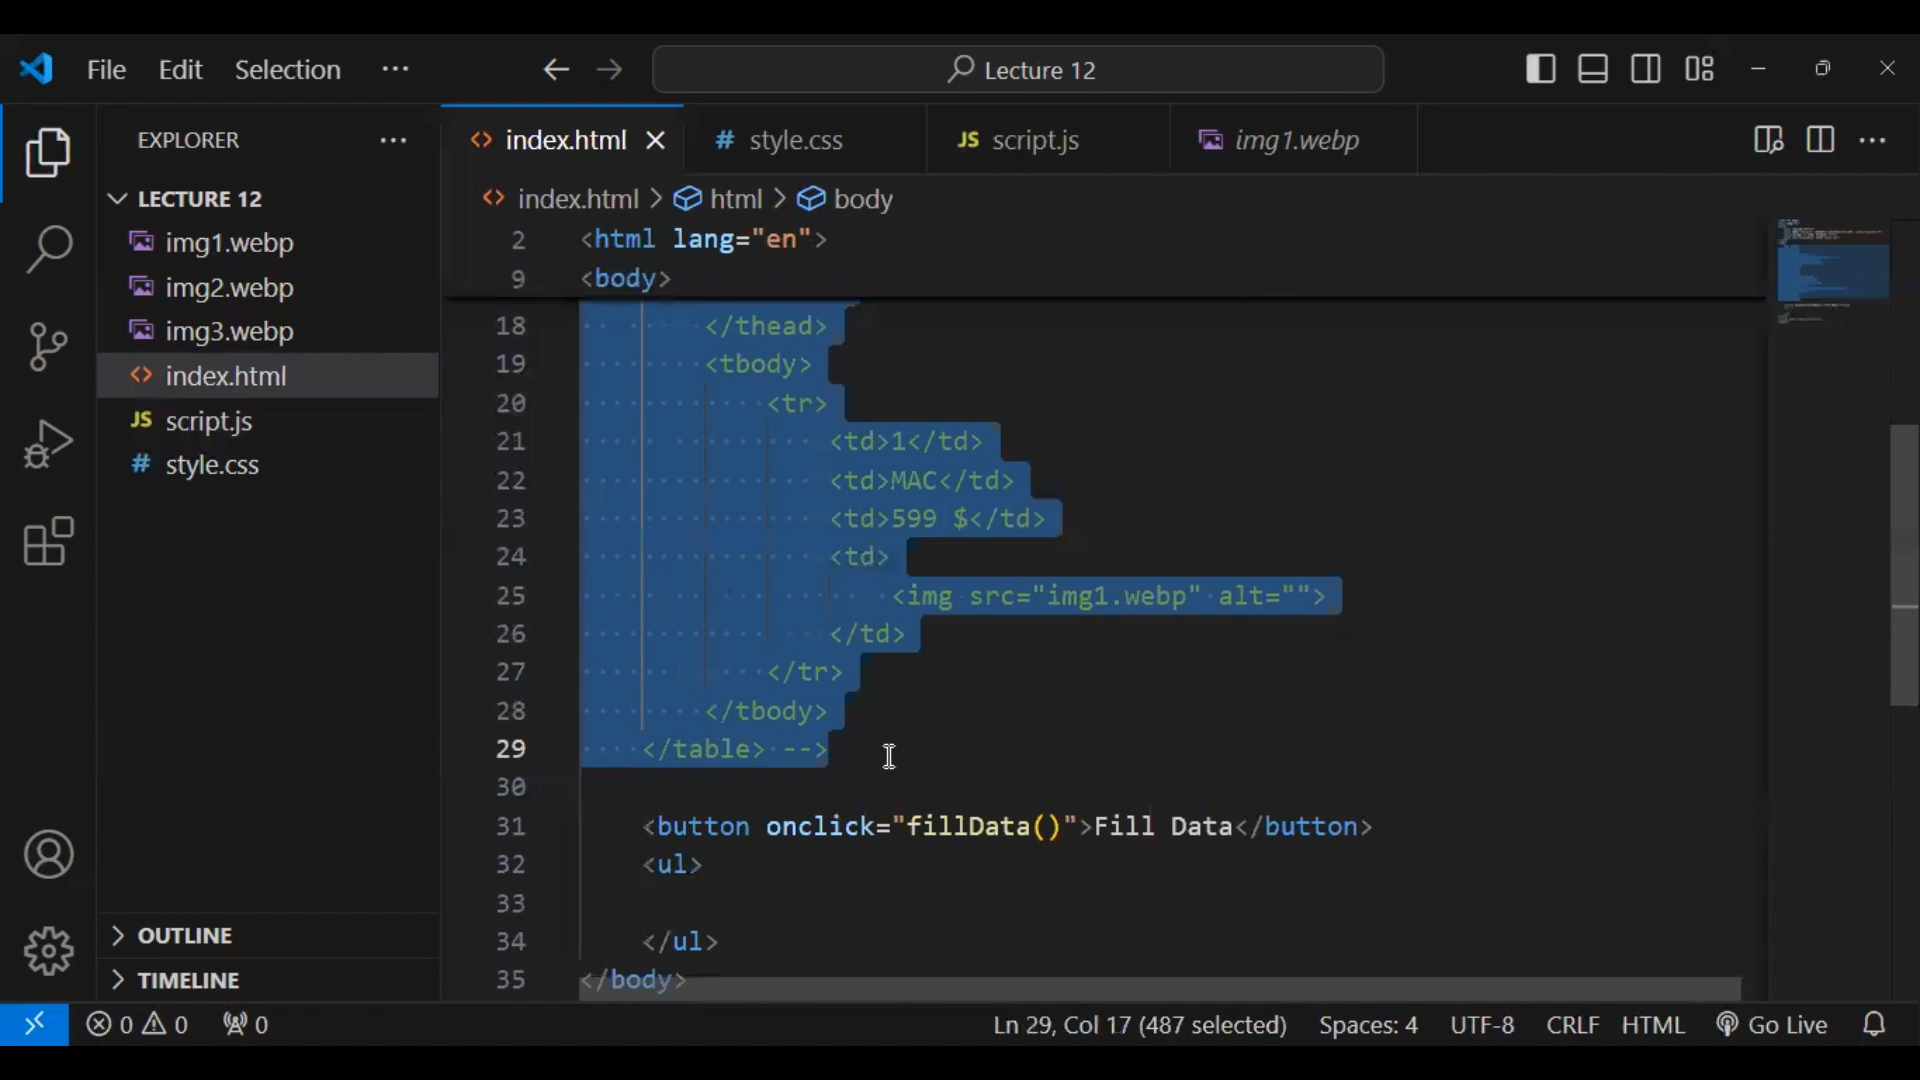 File Edit Selection ··· Lecture 12
EXPLORER ···
LECTURE 12
img1.webp
img2.webp
img3.webp
index.html
JS script.js
# style.css
OUTLINE
TIMELINE
index.html # style.css JS script.js img1.webp
index.html > html > body
2 <html lang="en">
9 <body>
18 </thead>
19 <tbody>
20 <tr>
21 <td>1</td>
22 <td>MAC</td>
23 <td>599 $</td>
24 <td>
25 <img src="img1.webp" alt="">
26 </td>
27 </tr>
28 </tbody>
29 </table> -->
30
31 <button onclick="fillData()">Fill Data</button>
32 <ul>
33
34 </ul>
35 </body>
0 0 0 Ln 29, Col 17 (487 selected) Spaces: 4 UTF-8 CRLF HTML Go Live